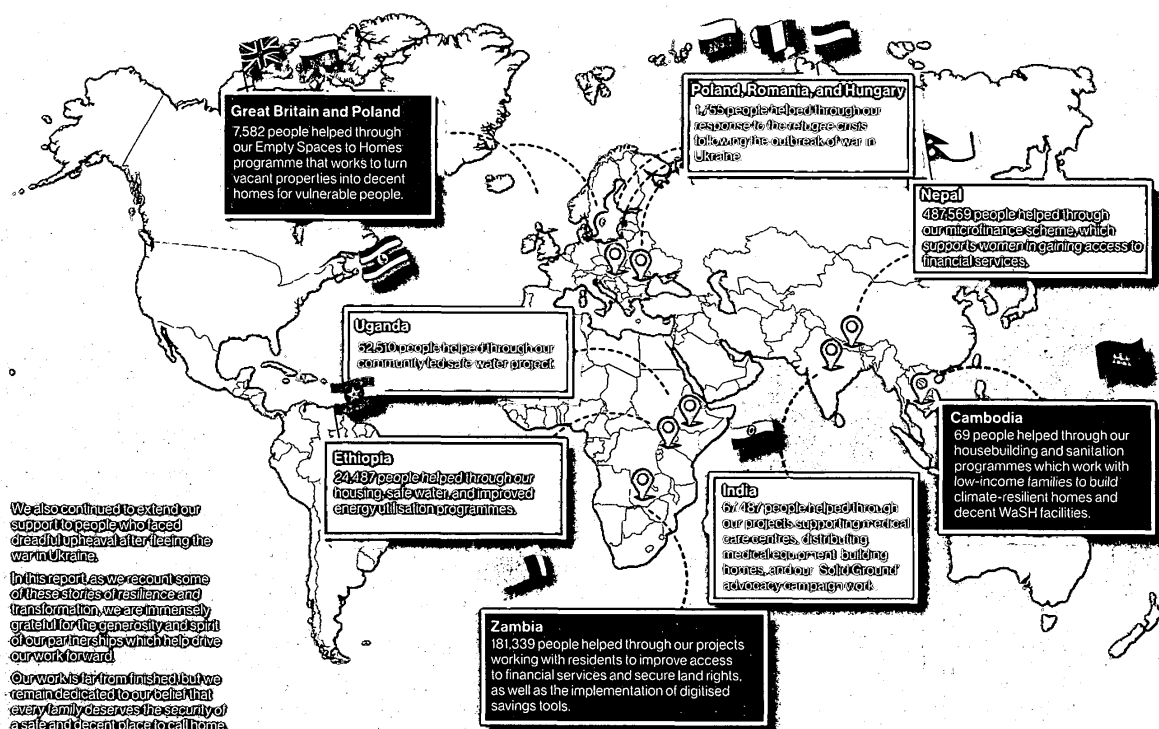 Great Britain and Poland
7,582 people helped through
our Empty Spaces to Homes
programme that works to turn
vacant properties into decent
homes for vulnerable people.
Poland, Romania, and Hungary
1,755 people helped through our
response to the refugee crisis
following the outbreak of war in
Ukraine
Nepal
487,569 people helped through
our microfinance scheme, which
supports women in gaining access to
financial services.
Uganda
52,510 people helped through our
community-led safe water project.
Ethiopia
24,487 people helped through our
housing, safe water, and improved
energy utilisation programmes.
India
67,487 people helped through
our projects supporting medical
care centres, distributing
medical equipment, building
homes, and our 'Solid Ground'
advocacy campaign work
Cambodia
69 people helped through our
housebuilding and sanitation
programmes which work with
low-income families to build
climate-resilient homes and
decent WaSH facilities.
Zambia
181,339 people helped through our projects
working with residents to improve access
to financial services and secure land rights,
as well as the implementation of digitised
savings tools.
We also continued to extend our
support to people who faced
dreadful upheaval after fleeing the
war in Ukraine.
In this report, as we recount some
of these stories of resilience and
transformation, we are immensely
grateful for the generosity and spirit
of our partnerships which help drive
our work forward.
Our work is far from finished, but we
remain dedicated to our belief that
every family deserves the security of
a safe and decent place to call home.